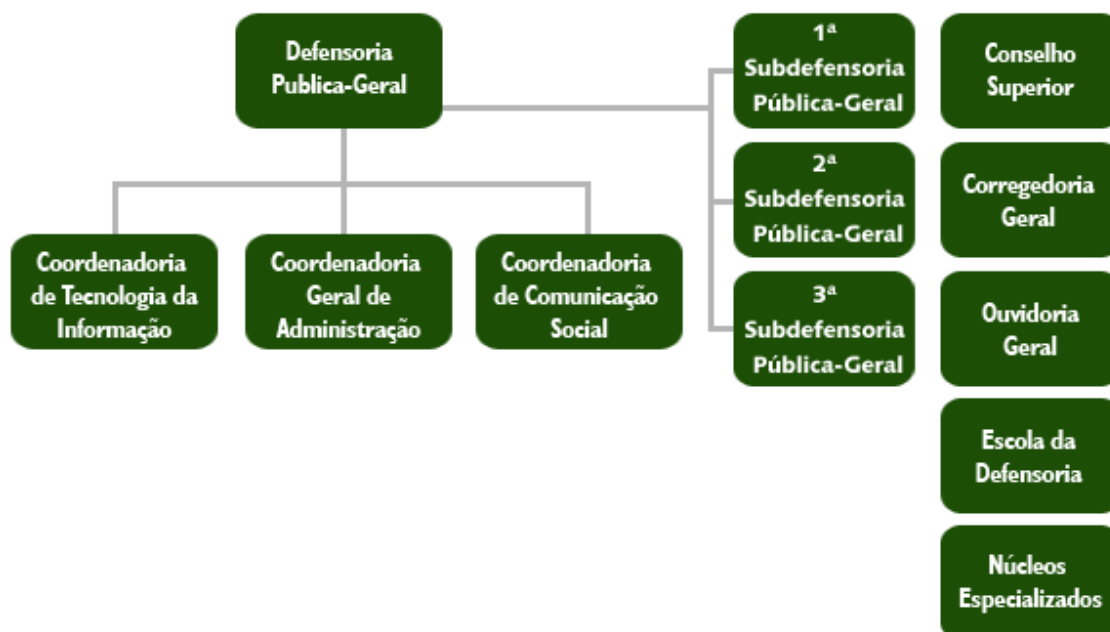 Defensoria
Publica-Geral
Coordenadoria
de Tecnologia da
Informação
Coordenadoria
Geral de
Administração
Coordenadoria
de Comunicação
Social
1ª
Subdefensoria
Pública-Geral
2ª
Subdefensoria
Pública-Geral
3ª
Subdefensoria
Pública-Geral
Conselho
Superior
Corregedoria
Geral
Ouvidoria
Geral
Escola da
Defensoria
Núcleos
Especializados